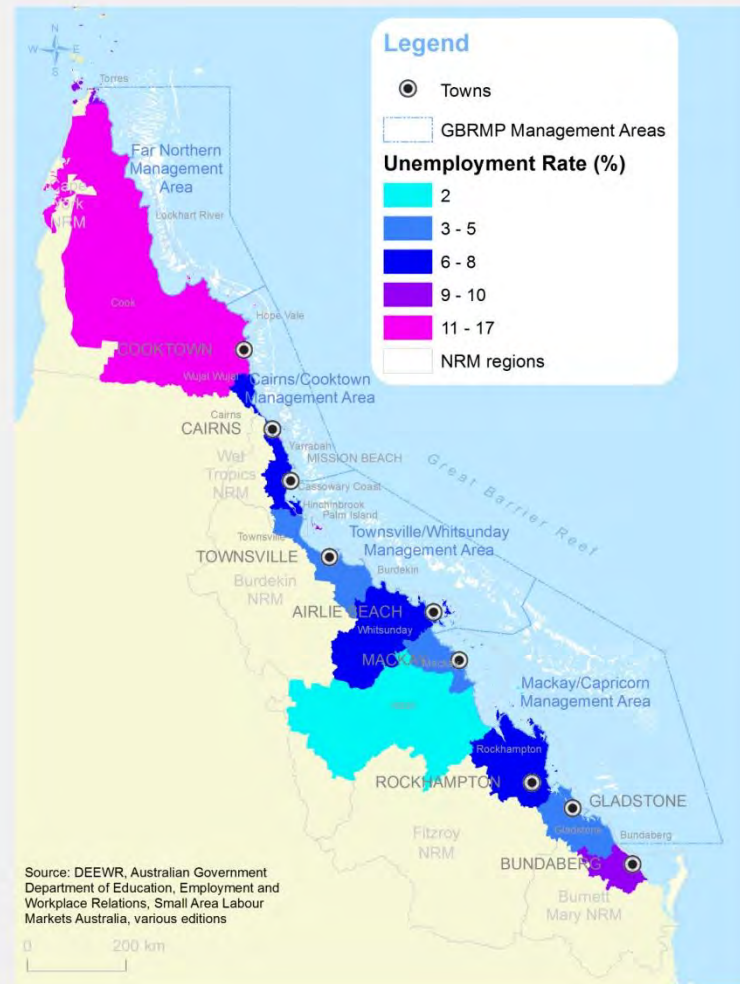 N
W E
S
Legend
Towns
GBRMP Management Areas
Unemployment Rate (%)
2
3 - 5
6 - 8
9 - 10
11 - 17
NRM regions
Torres
Far Northern
Management
Area
NRM
Lockhart River
Cook
Hope Vale
COOKTOWN
Wujal Wujal
Cairns/Cooktown
Management Area
Cairns
CAIRNS
Yarrabah
MISSION BEACH
Wet
Tropics
NRM
Cassowary Coast
Hinchinbrook
Palm Island
Great Barrier Reef
Townsville
TOWNSVILLE
Townsville/Whitsunday
Management Area
Burdekin
Burdekin
NRM
AIRLIE BEACH
Whitsunday
MACKAY
Mackay/Capricorn
Management Area
Rockhampton
ROCKHAMPTON
GLADSTONE
Gladstone
Bundaberg
Fitzroy
NRM
BUNDABERG
Burnett
Mary NRM
Source: DEEWR, Australian Government
Department of Education, Employment and
Workplace Relations, Small Area Labour
Markets Australia, various editions
0 200 km